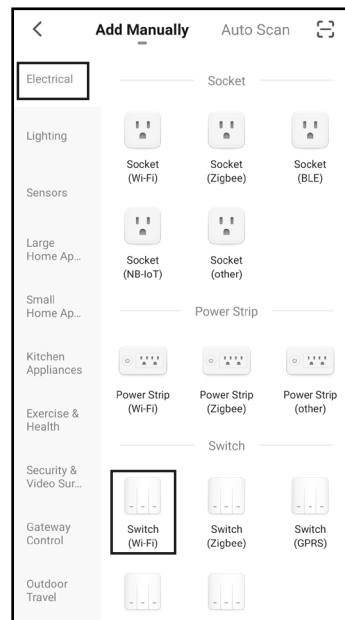 Add Manually
Auto Scan
Electrical
Lighting
Sensors
Large
Home Ap...
Small
Home Ap...
Kitchen
Appliances
Exercise &
Health
Security &
Video Sur...
Gateway
Control
Outdoor
Travel
Socket
Socket
(Wi-Fi)
Socket
(Zigbee)
Socket
(BLE)
Socket
(NB-IoT)
Socket
(other)
Power Strip
Power Strip
(Wi-Fi)
Power Strip
(Zigbee)
Power Strip
(other)
Switch
Switch
(Wi-Fi)
Switch
(Zigbee)
Switch
(GPRS)